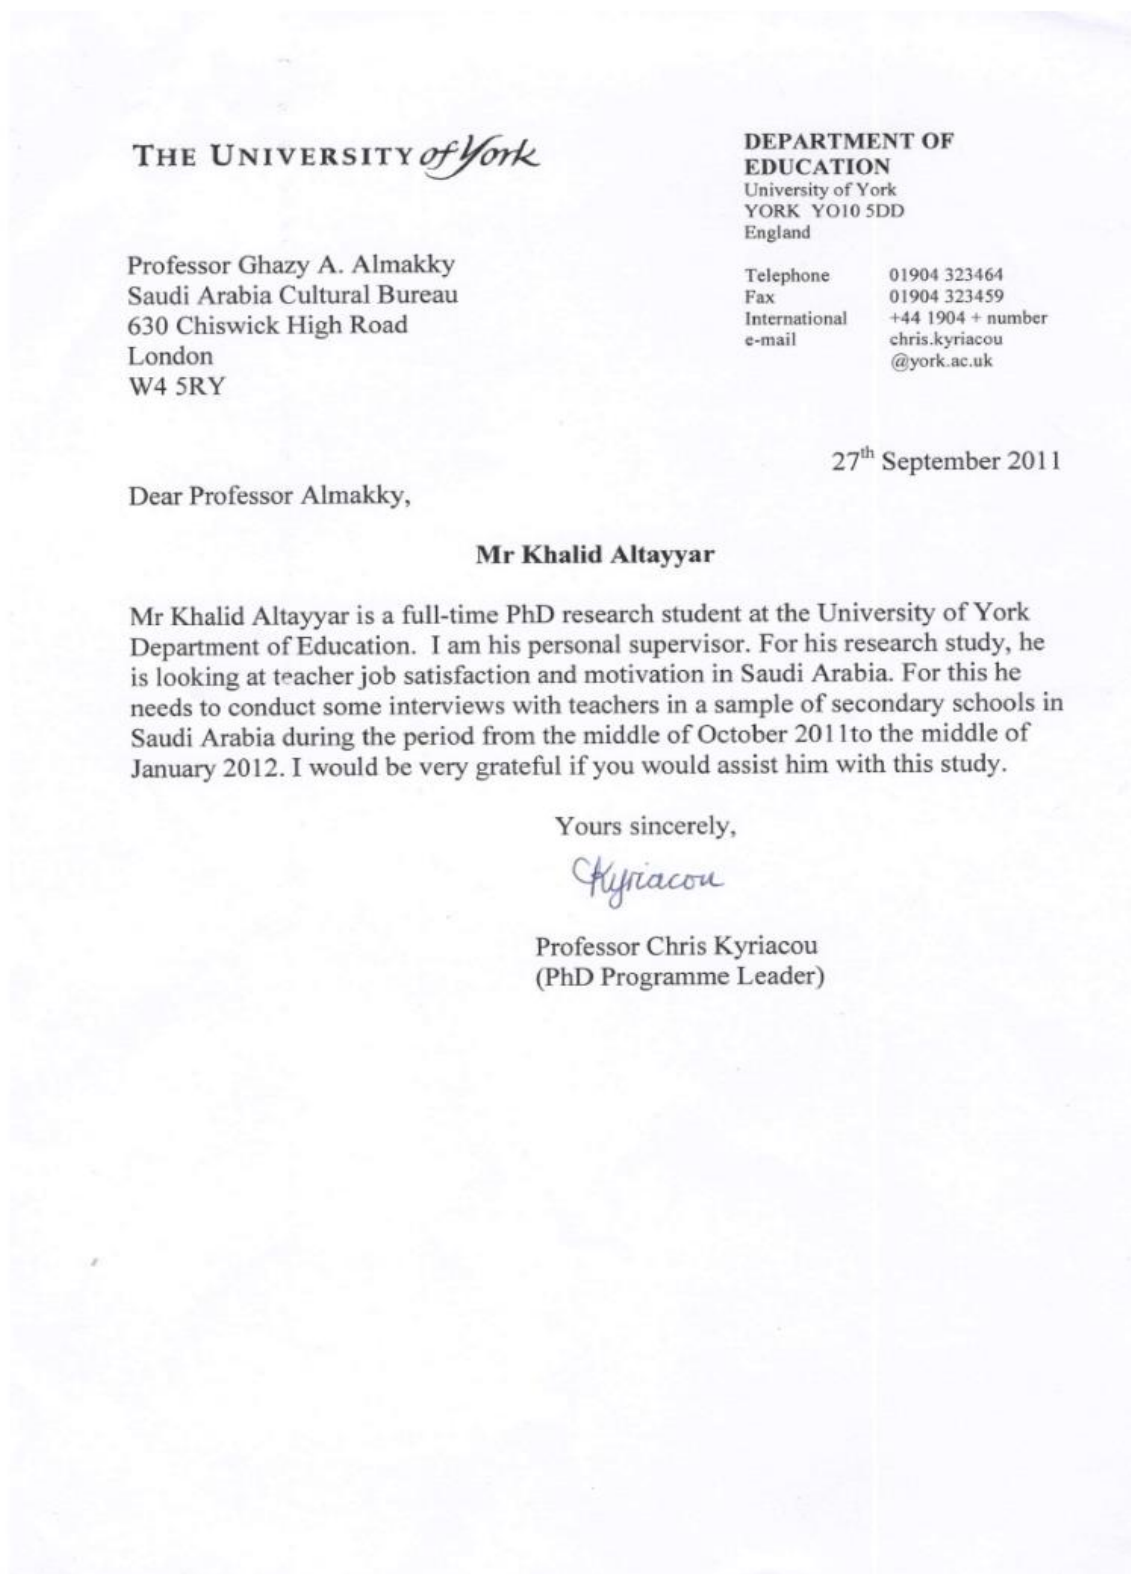 THE UNIVERSITY of York
DEPARTMENT OF
EDUCATION
University of York
YORK YO10 5DD
England
Telephone 01904 323464
Fax 01904 323459
International +44 1904 + number
e-mail chris.kyriacou
@york.ac.uk
Professor Ghazy A. Almakky
Saudi Arabia Cultural Bureau
630 Chiswick High Road
London
W4 5RY
27th September 2011
Dear Professor Almakky,
Mr Khalid Altayyar
Mr Khalid Altayyar is a full-time PhD research student at the University of York
Department of Education. I am his personal supervisor. For his research study, he
is looking at teacher job satisfaction and motivation in Saudi Arabia. For this he
needs to conduct some interviews with teachers in a sample of secondary schools in
Saudi Arabia during the period from the middle of October 2011to the middle of
January 2012. I would be very grateful if you would assist him with this study.
Yours sincerely,
CKyriacou
Professor Chris Kyriacou
(PhD Programme Leader)